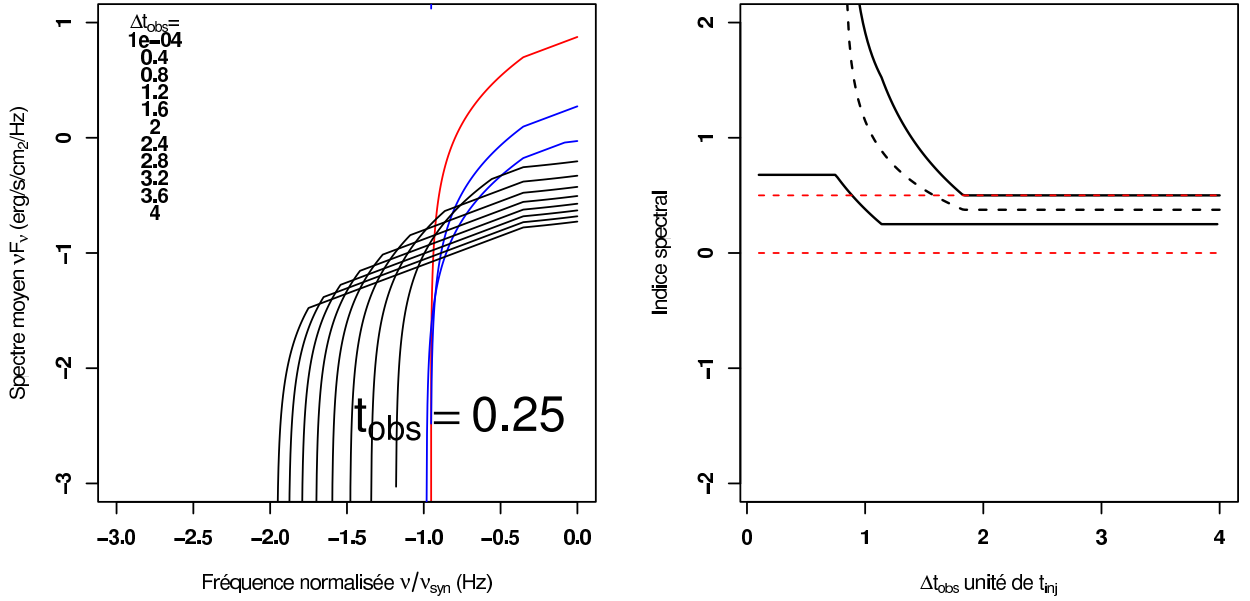 Δt_obs=
1e−04
0.4
0.8
1.2
1.6
2
2.4
2.8
3.2
3.6
4
t_obs = 0.25
1
0
−1
−2
−3
Spectre moyen νF_ν (erg/s/cm_2/Hz)
−3.0 −2.5 −2.0 −1.5 −1.0 −0.5 0.0
Fréquence normalisée ν/ν_syn (Hz)
2
1
0
−1
−2
Indice spectral
0 1 2 3 4
Δt_obs unité de t_inj